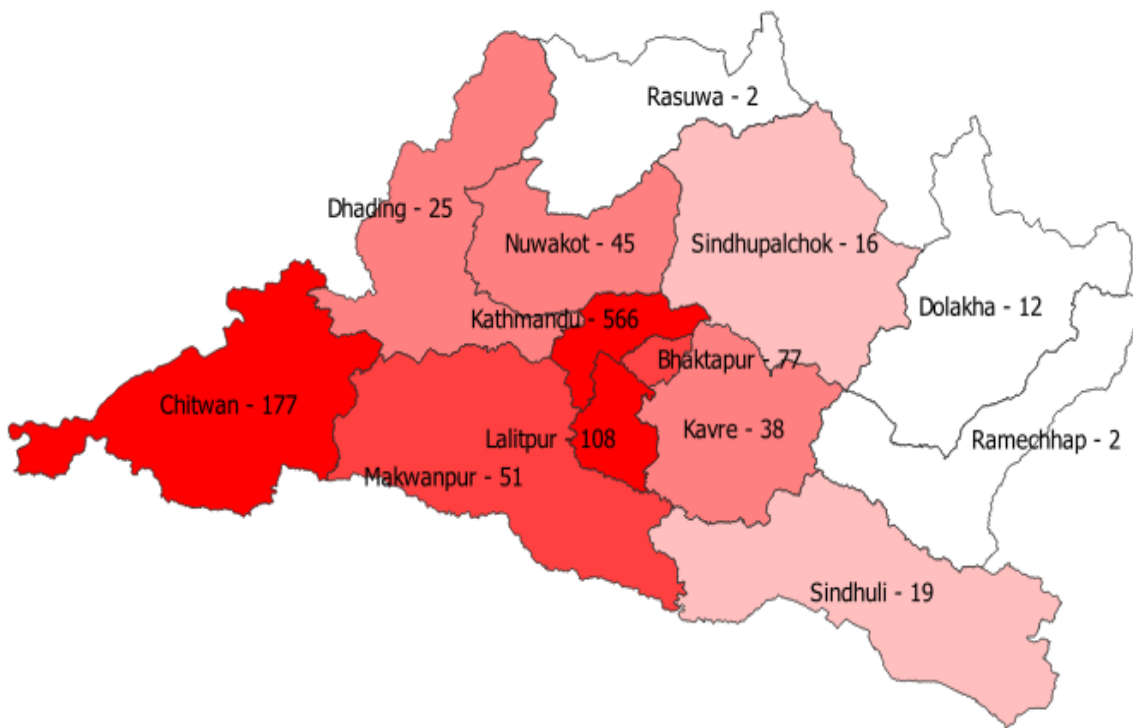 Rasuwa - 2
Dhading - 25
Nuwakot - 45
Sindhupalchok - 16
Dolakha - 12
Kathmandu - 566
Bhaktapur - 77
Chitwan - 177
Lalitpur - 108
Kavre - 38
Ramechhap - 2
Makwanpur - 51
Sindhuli - 19